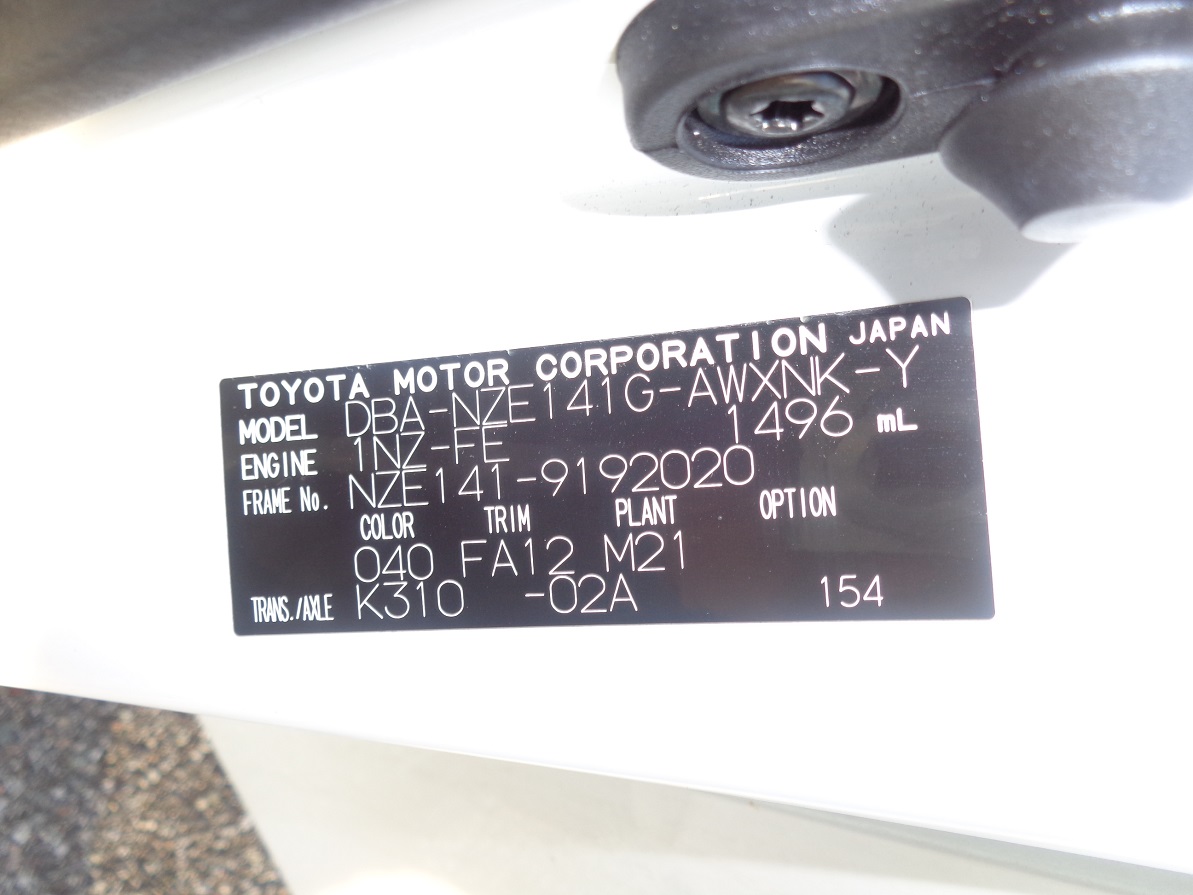 TOYOTA MOTOR CORPORATION JAPAN
MODEL DBA-NZE141G-AWXNK-Y
ENGINE 1NZ-FE 1496 mL
FRAME No. NZE141-9192020
COLOR TRIM PLANT OPTION
040 FA12 M21
TRANS./AXLE K310 -02A 154